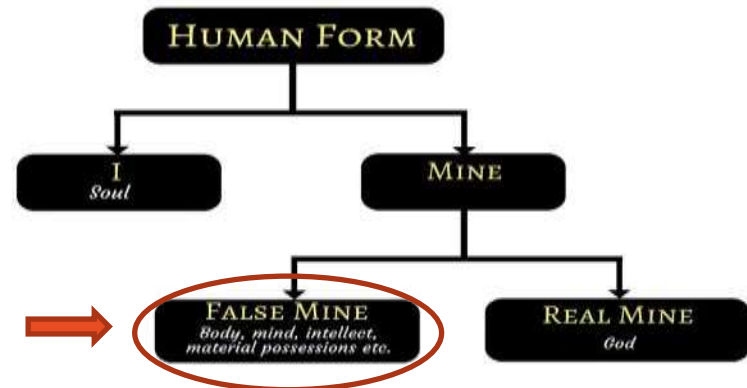 HUMAN FORM
I
Soul
MINE
FALSE MINE
Body, mind, intellect,
material possessions etc.
REAL MINE
God